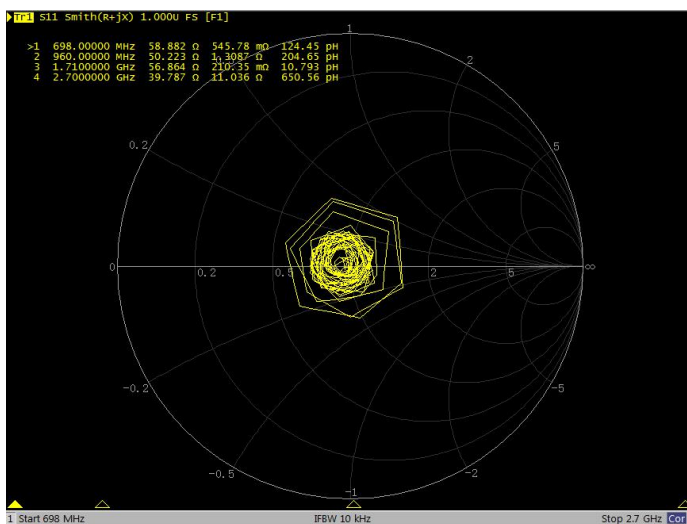 Tr1 S11 Smith(R+jX) 1.000U FS [F1]
>1 698.00000 MHz 58.882 Ω 545.78 mΩ 124.45 pH
2 960.00000 MHz 50.223 Ω 1.3087 Ω 204.65 pH
3 1.7100000 GHz 56.864 Ω 210.35 mΩ 10.793 pH
4 2.7000000 GHz 39.787 Ω 11.036 Ω 650.56 pH
1
2
0.2
5
0
0.2
0.5
2
5
∞
-0.2
-5
-0.5
-2
-1
1 Start 698 MHz IFBW 10 kHz Stop 2.7 GHz Cor